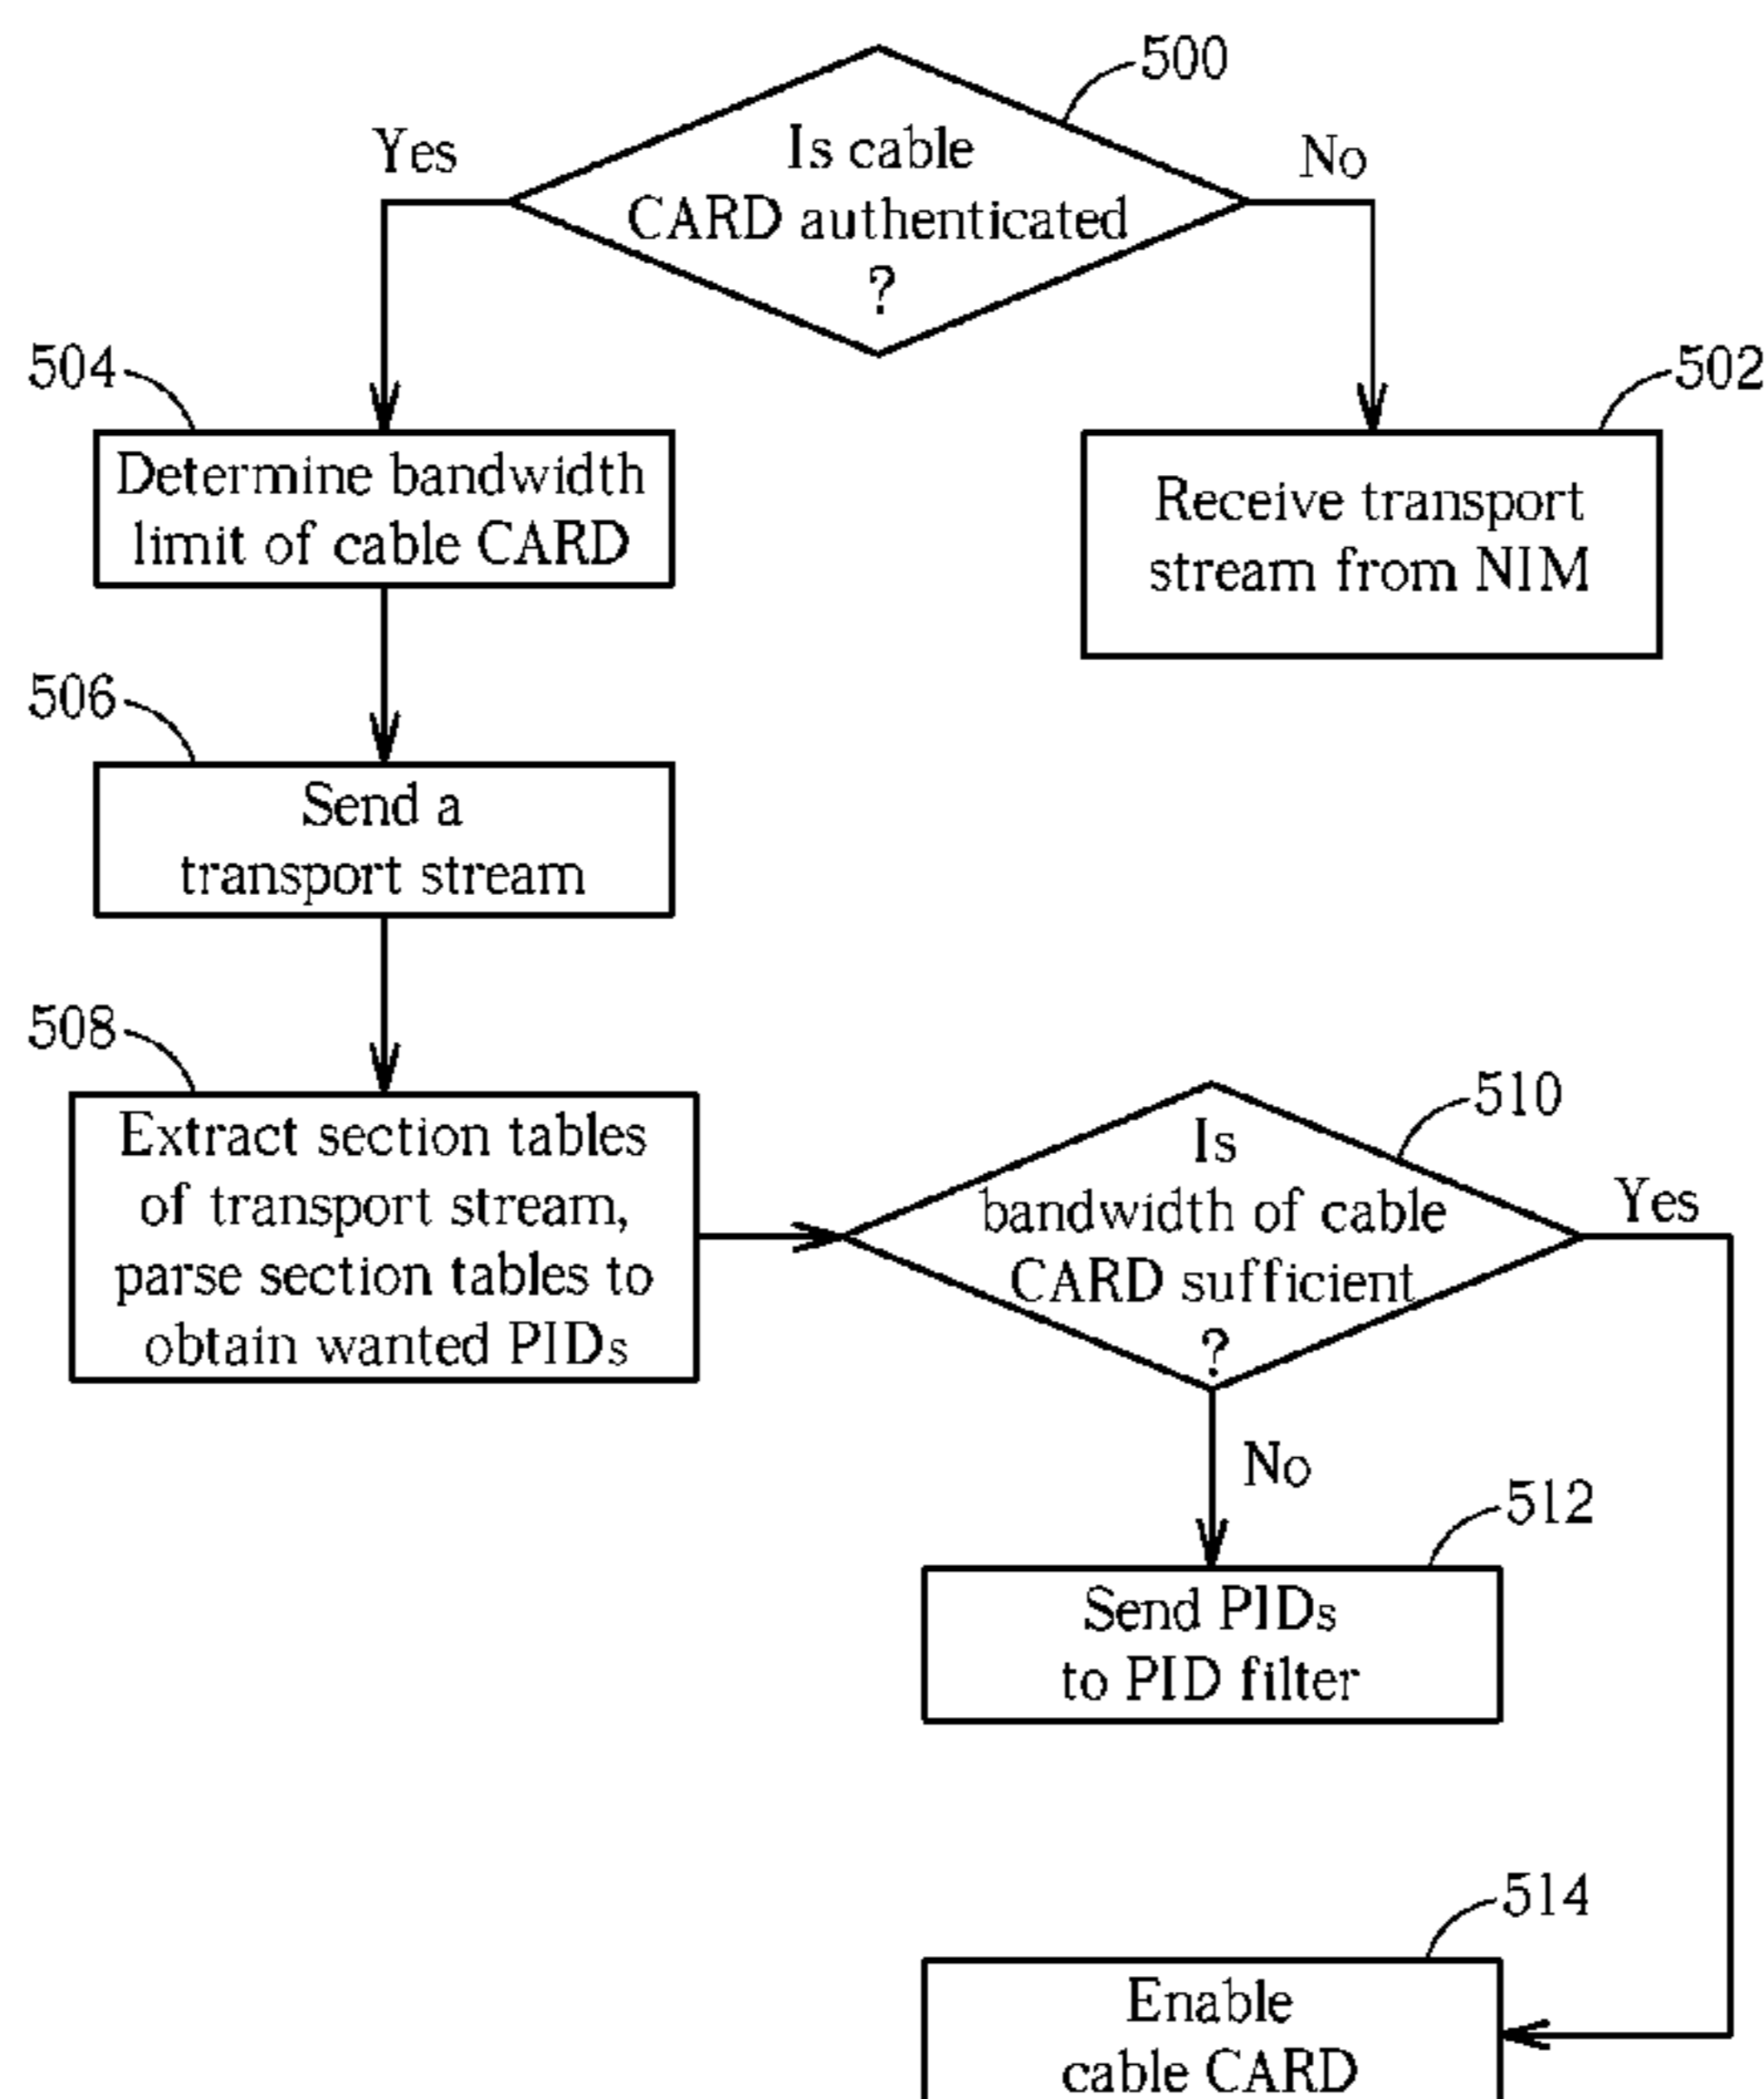 500
Yes
Is cable
CARD authenticated
?
No
504
Determine bandwidth
limit of cable CARD
502
Receive transport
stream from NIM
506
Send a
transport stream
508
Extract section tables
of transport stream,
parse section tables to
obtain wanted PIDs
510
Is
bandwidth of cable
CARD sufficient
?
Yes
No
512
Send PIDs
to PID filter
514
Enable
cable CARD